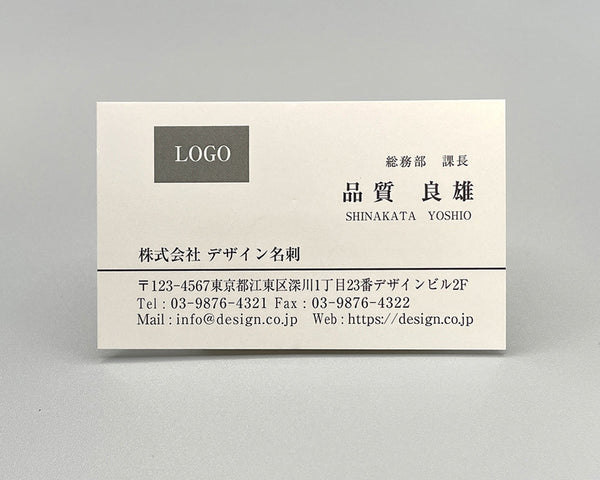 LOGO
総務部 課長
品質 良雄
SHINAKATA YOSHIO
株式会社 デザイン名刺
〒123-4567東京都江東区深川1丁目23番デザインビル2F
Tel : 03-9876-4321 Fax : 03-9876-4322
Mail : info@design.co.jp Web : https://design.co.jp